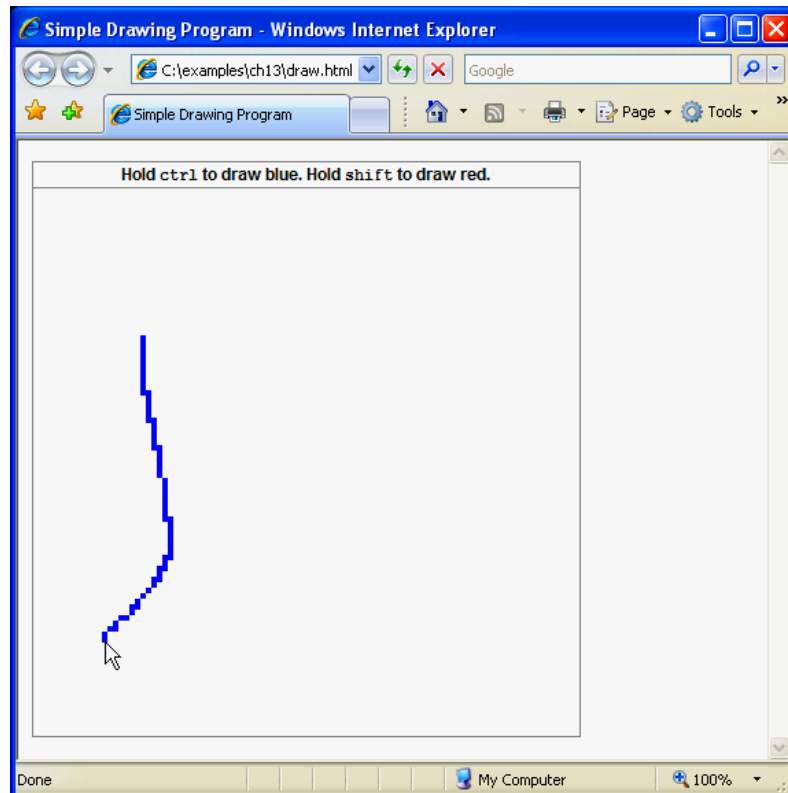 Simple Drawing Program - Windows Internet Explorer
C:\examples\ch13\draw.html Google
Simple Drawing Program Page Tools »
Hold ctrl to draw blue. Hold shift to draw red.
Done My Computer 100%